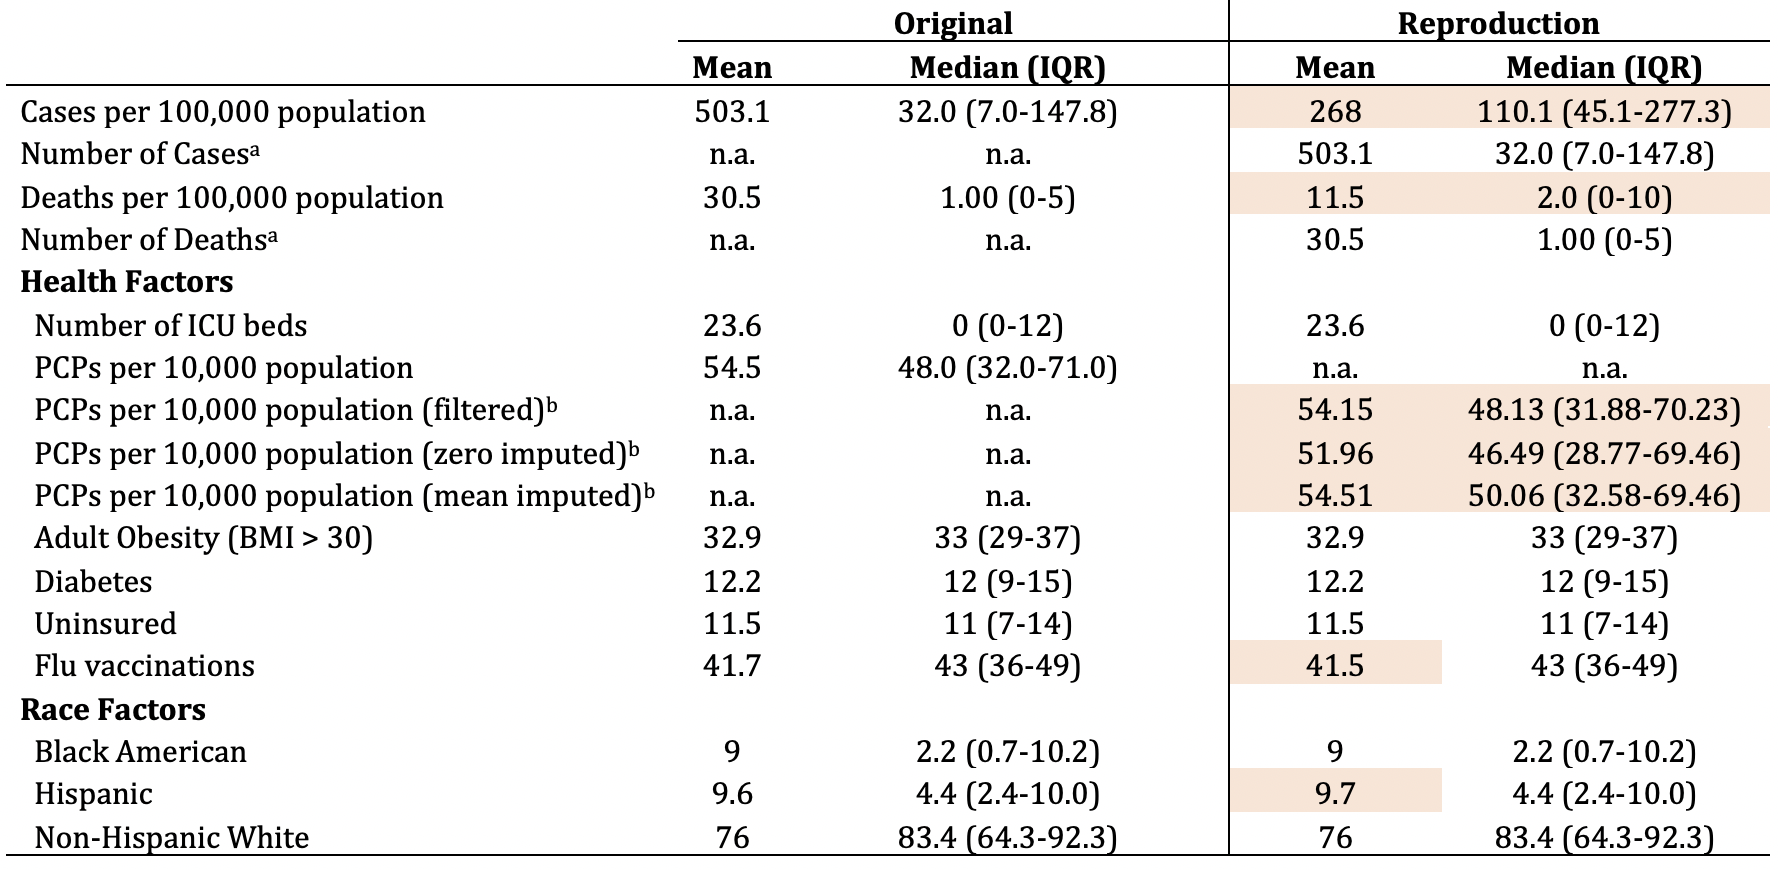 Original Reproduction
Mean Median (IQR) Mean Median (IQR)
Cases per 100,000 population 503.1 32.0 (7.0-147.8) 268 110.1 (45.1-277.3)
Number of Casesᵃ n.a. n.a. 503.1 32.0 (7.0-147.8)
Deaths per 100,000 population 30.5 1.00 (0-5) 11.5 2.0 (0-10)
Number of Deathsᵃ n.a. n.a. 30.5 1.00 (0-5)
Health Factors
Number of ICU beds 23.6 0 (0-12) 23.6 0 (0-12)
PCPs per 10,000 population 54.5 48.0 (32.0-71.0) n.a. n.a.
PCPs per 10,000 population (filtered)ᵇ n.a. n.a. 54.15 48.13 (31.88-70.23)
PCPs per 10,000 population (zero imputed)ᵇ n.a. n.a. 51.96 46.49 (28.77-69.46)
PCPs per 10,000 population (mean imputed)ᵇ n.a. n.a. 54.51 50.06 (32.58-69.46)
Adult Obesity (BMI > 30) 32.9 33 (29-37) 32.9 33 (29-37)
Diabetes 12.2 12 (9-15) 12.2 12 (9-15)
Uninsured 11.5 11 (7-14) 11.5 11 (7-14)
Flu vaccinations 41.7 43 (36-49) 41.5 43 (36-49)
Race Factors
Black American 9 2.2 (0.7-10.2) 9 2.2 (0.7-10.2)
Hispanic 9.6 4.4 (2.4-10.0) 9.7 4.4 (2.4-10.0)
Non-Hispanic White 76 83.4 (64.3-92.3) 76 83.4 (64.3-92.3)